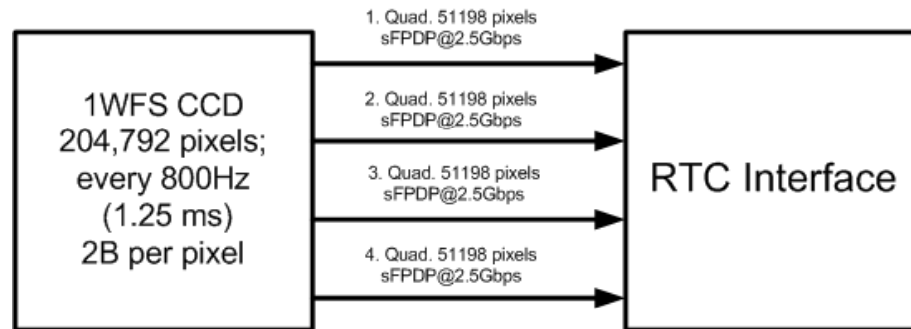 1WFS CCD
204,792 pixels;
every 800Hz
(1.25 ms)
2B per pixel
1. Quad. 51198 pixels
sFPDP@2.5Gbps
2. Quad. 51198 pixels
sFPDP@2.5Gbps
3. Quad. 51198 pixels
sFPDP@2.5Gbps
4. Quad. 51198 pixels
sFPDP@2.5Gbps
RTC Interface